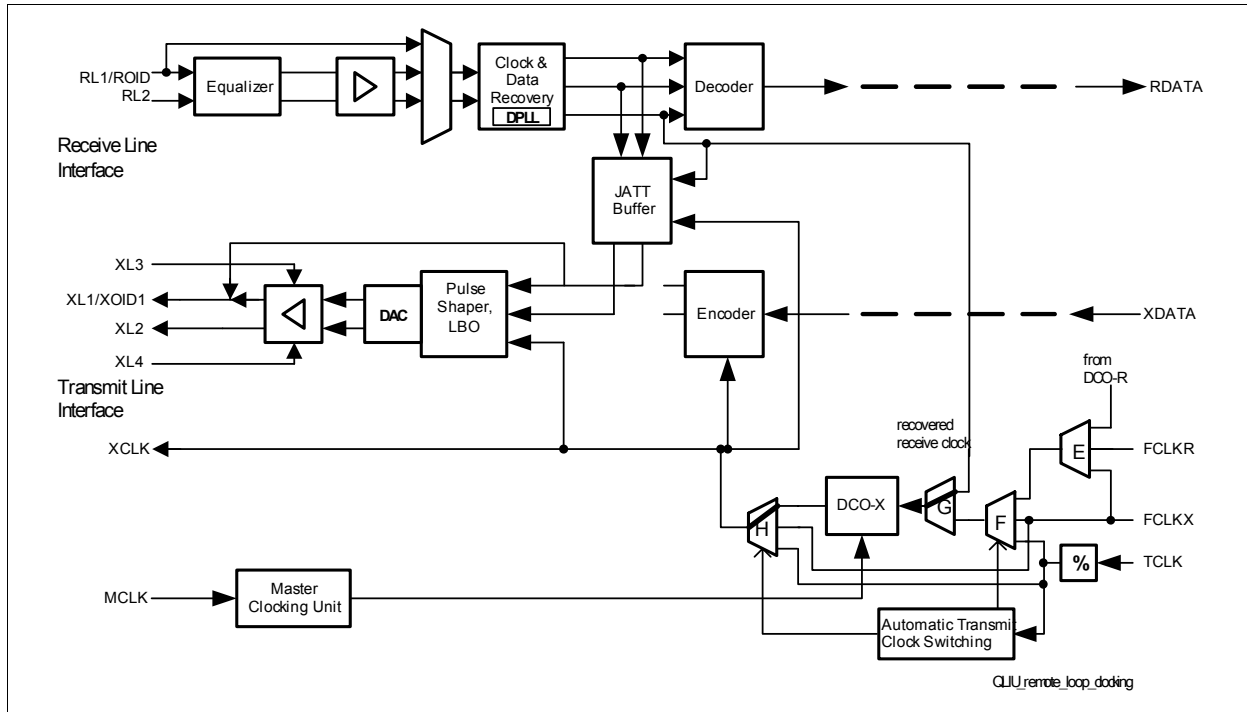 RL1/ROID
RL2
Equalizer
Clock &
Data
Recovery
DPLL
Decoder
RDATA
Receive Line
Interface
JATT
Buffer
XL3
XL1/XOID1
XL2
XL4
DAC
Pulse
Shaper,
LBO
Encoder
XDATA
Transmit Line
Interface
from
DCO-R
XCLK
recovered
receive clock
E
FCLKR
DCO-X
G
F
H
FCLKX
%
TCLK
MCLK
Master
Clocking Unit
Automatic Transmit
Clock Switching
QLIU_remote_loop_clocking